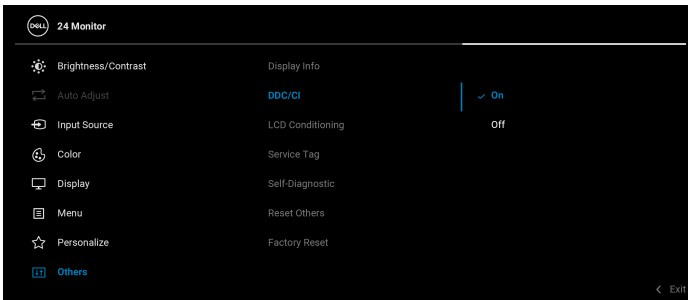 DELL 24 Monitor
Brightness/Contrast Display Info
Auto Adjust DDC/CI On
Input Source LCD Conditioning Off
Color Service Tag
Display Self-Diagnostic
Menu Reset Others
Personalize Factory Reset
Others
Exit